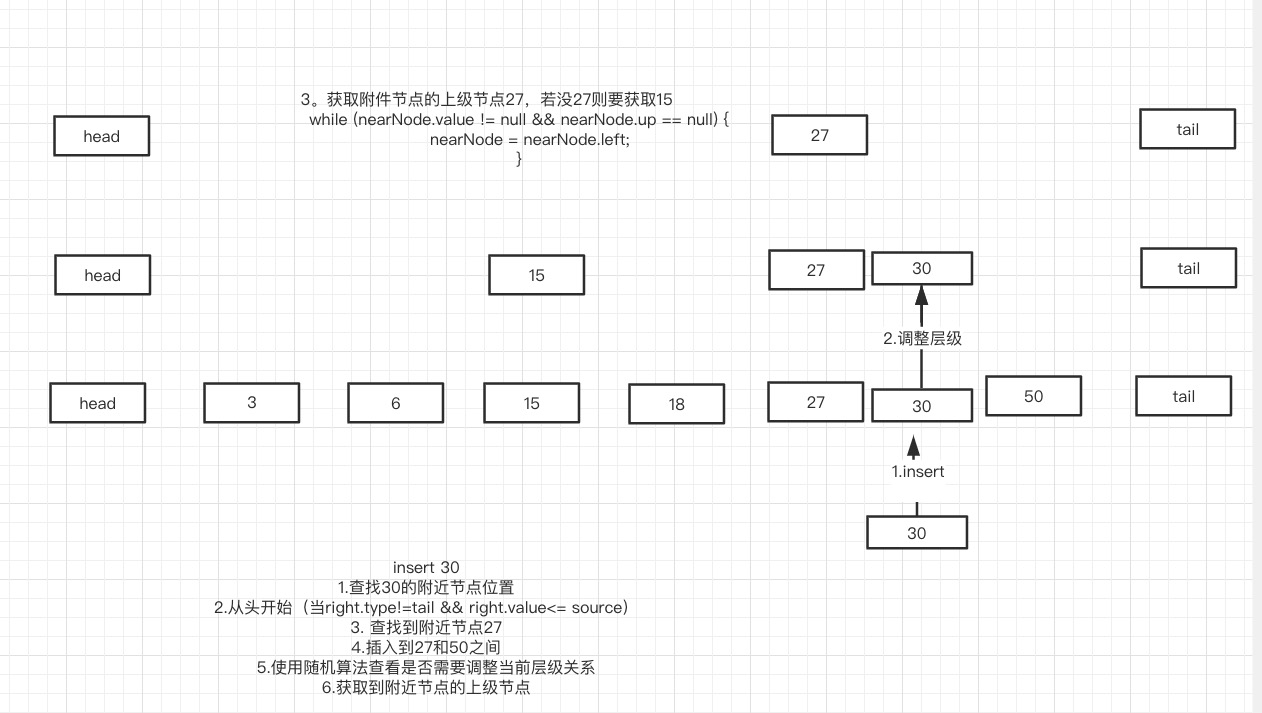 3。获取附件节点的上级节点27，若没27则要获取15
while (nearNode.value != null && nearNode.up == null) {
nearNode = nearNode.left;
}
head
27
tail
head
15
27
30
tail
2.调整层级
head
3
6
15
18
27
30
50
tail
1.insert
30
insert 30
1.查找30的附近节点位置
2.从头开始（当right.type!=tail && right.value<= source）
3. 查找到附近节点27
4.插入到27和50之间
5.使用随机算法查看是否需要调整当前层级关系
6.获取到附近节点的上级节点